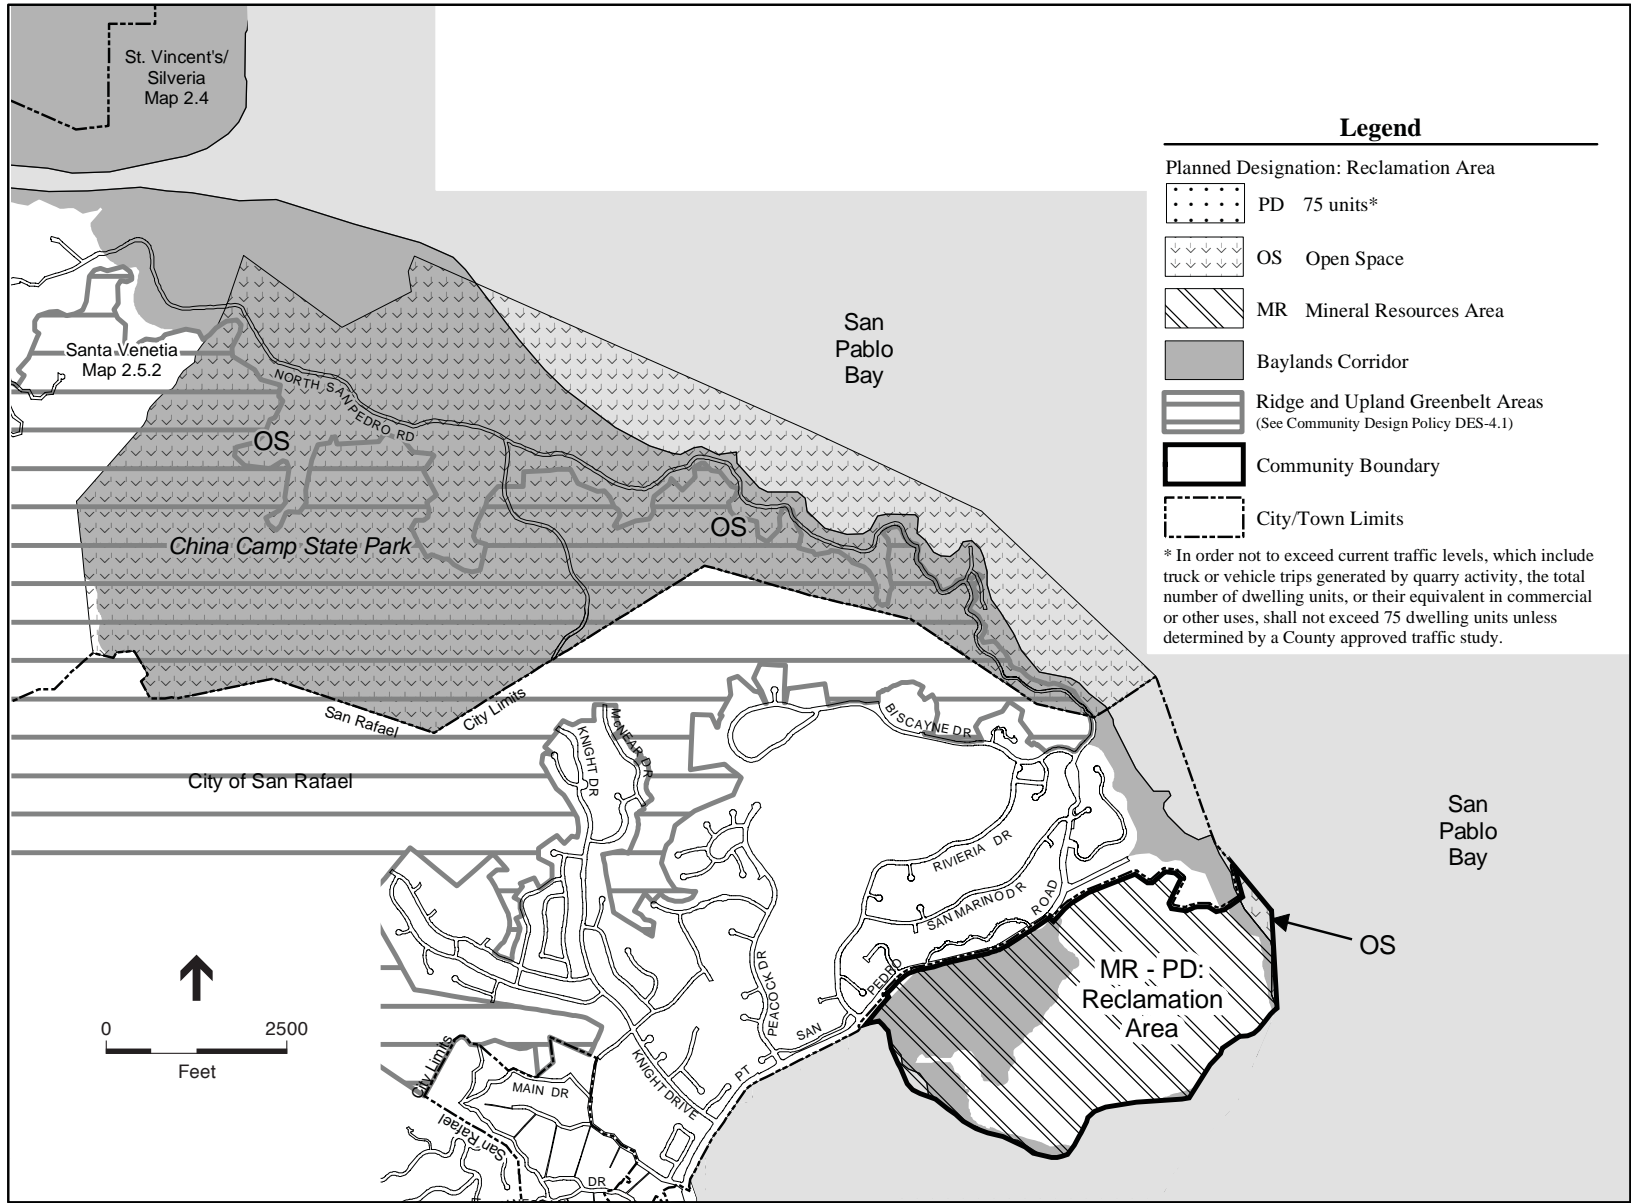 St. Vincent's/
Silveria
Map 2.4
Legend
Planned Designation: Reclamation Area
PD 75 units*
OS Open Space
MR Mineral Resources Area
Baylands Corridor
Ridge and Upland Greenbelt Areas
(See Community Design Policy DES-4.1)
Community Boundary
City/Town Limits
* In order not to exceed current traffic levels, which include
truck or vehicle trips generated by quarry activity, the total
number of dwelling units, or their equivalent in commercial
or other uses, shall not exceed 75 dwelling units unless
determined by a County approved traffic study.
San
Pablo
Bay
Santa Venetia
Map 2.5.2
NORTH SAN PEDRO RD
OS
OS
China Camp State Park
San Rafael
City Limits
City of San Rafael
KNIGHT DR
McNEAR DR
BISCAYNE DR
RIVIERIA DR
SAN MARINO DR
San
Pablo
Bay
OS
MR - PD:
Reclamation
Area
PEACOCK DR
PT SAN PEDRO ROAD
KNIGHT DRIVE
MAIN DR
City Limits
San Rafael
DR
0 2500
Feet